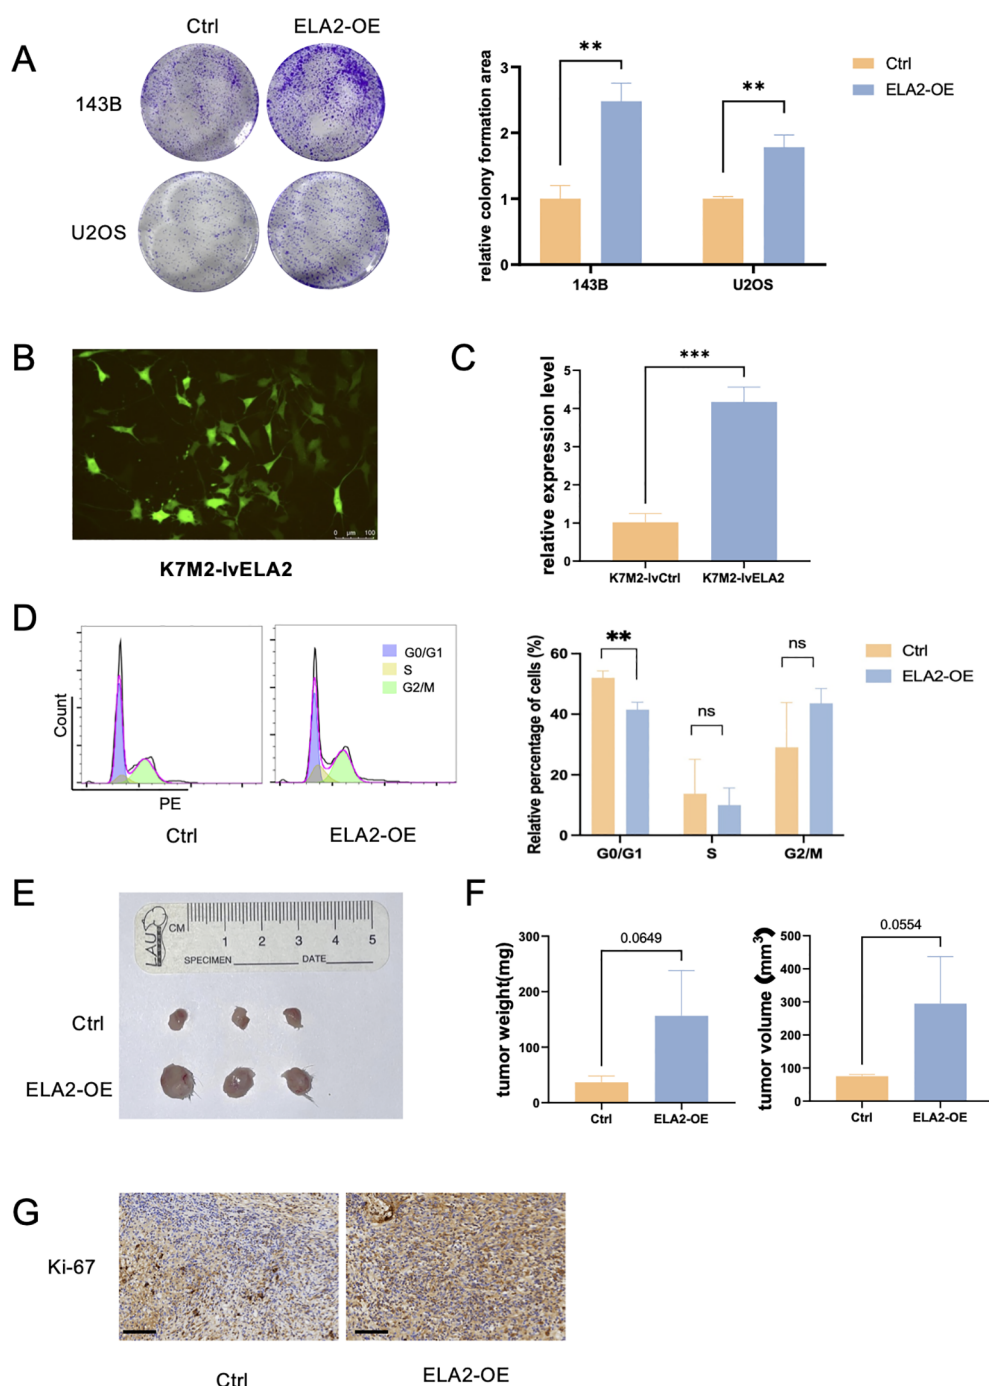 Ctrl ELA2-OE
A
143B
U2OS
relative colony formation area
3
2
1
0
**
**
143B U2OS
Ctrl
ELA2-OE
B
0 µm 100
K7M2-lvELA2
C
relative expression level
5
4
3
2
1
0
***
K7M2-lvCtrl K7M2-lvELA2
D
Count
PE
G0/G1
S
G2/M
Ctrl ELA2-OE
Relative percentage of cells (%)
60
40
20
0
**
ns
ns
G0/G1 S G2/M
Ctrl
ELA2-OE
E
LAU
CM
1 2 3 4 5
SPECIMEN DATE
Ctrl
ELA2-OE
F
tumor weight(mg)
300
200
100
0
0.0649
Ctrl ELA2-OE
tumor volume (mm³)
500
400
300
200
100
0
0.0554
Ctrl ELA2-OE
G
Ki-67
Ctrl ELA2-OE